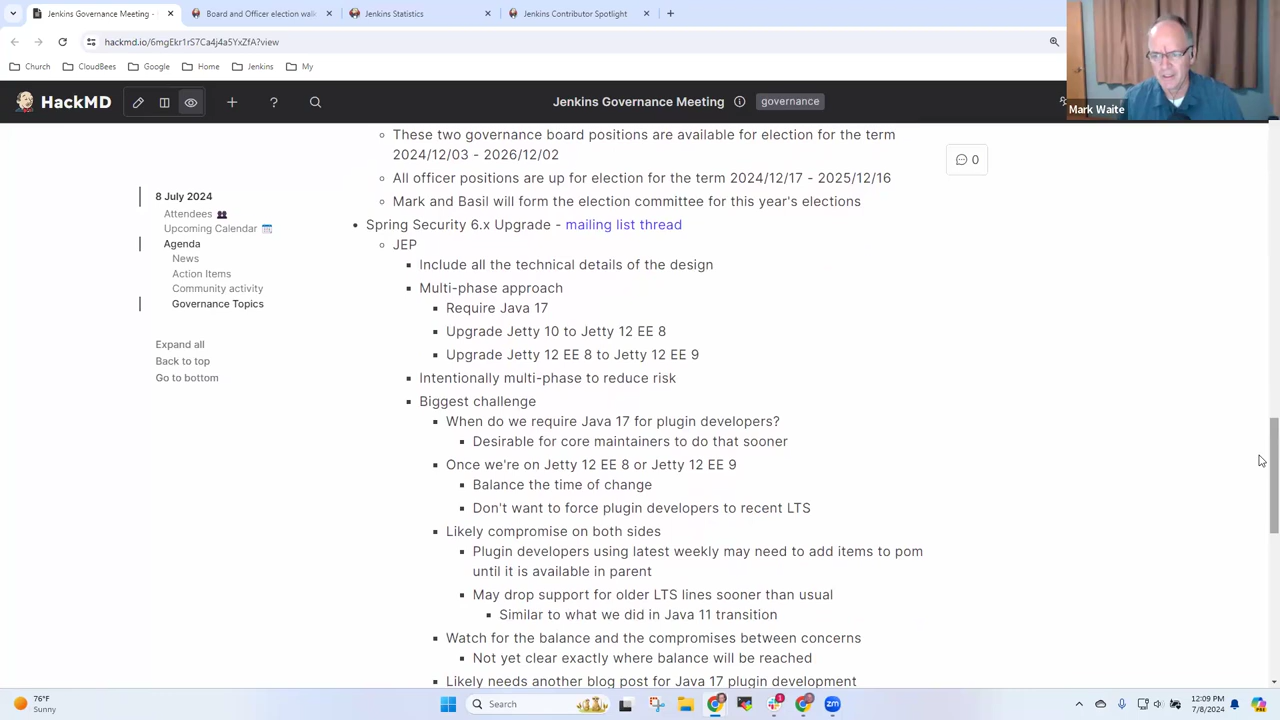 Jenkins Governance Meeting -
Board and Officer election wal
Jenkins Statistics
Jenkins Contributor Spotlight
hackmd.io/6mgEkr1rS7Ca4j4a5YxZfA?view
Church
CloudBees
Google
Home
Jenkins
My
HackMD
Jenkins Governance Meeting
governance
Mark Waite
0
8 July 2024
Attendees
Upcoming Calendar
Agenda
News
Action Items
Community activity
Governance Topics
Expand all
Back to top
Go to bottom
These two governance board positions are available for election for the term
2024/12/03 - 2026/12/02
All officer positions are up for election for the term 2024/12/17 - 2025/12/16
Mark and Basil will form the election committee for this year's elections
Spring Security 6.x Upgrade - mailing list thread
JEP
Include all the technical details of the design
Multi-phase approach
Require Java 17
Upgrade Jetty 10 to Jetty 12 EE 8
Upgrade Jetty 12 EE 8 to Jetty 12 EE 9
Intentionally multi-phase to reduce risk
Biggest challenge
When do we require Java 17 for plugin developers?
Desirable for core maintainers to do that sooner
Once we're on Jetty 12 EE 8 or Jetty 12 EE 9
Balance the time of change
Don't want to force plugin developers to recent LTS
Likely compromise on both sides
Plugin developers using latest weekly may need to add items to pom
until it is available in parent
May drop support for older LTS lines sooner than usual
Similar to what we did in Java 11 transition
Watch for the balance and the compromises between concerns
Not yet clear exactly where balance will be reached
Likely needs another blog post for Java 17 plugin development
76°F
Sunny
Search
12:09 PM
7/8/2024